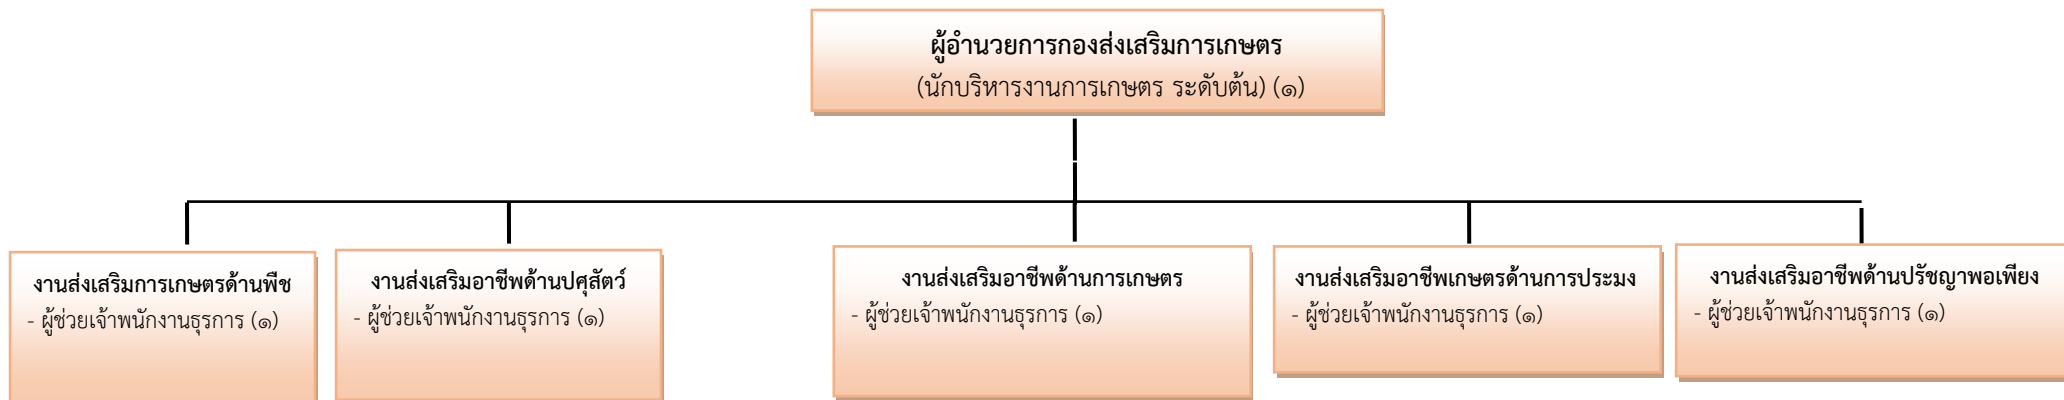 ผู้อำนวยการกองส่งเสริมการเกษตร
(นักบริหารงานการเกษตร ระดับต้น) (๑)
งานส่งเสริมการเกษตรด้านพืช
- ผู้ช่วยเจ้าพนักงานธุรการ (๑)
งานส่งเสริมอาชีพด้านปศุสัตว์
- ผู้ช่วยเจ้าพนักงานธุรการ (๑)
งานส่งเสริมอาชีพด้านการเกษตร
- ผู้ช่วยเจ้าพนักงานธุรการ (๑)
งานส่งเสริมอาชีพเกษตรด้านการประมง
- ผู้ช่วยเจ้าพนักงานธุรการ (๑)
งานส่งเสริมอาชีพด้านปรัชญาพอเพียง
- ผู้ช่วยเจ้าพนักงานธุรการ (๑)